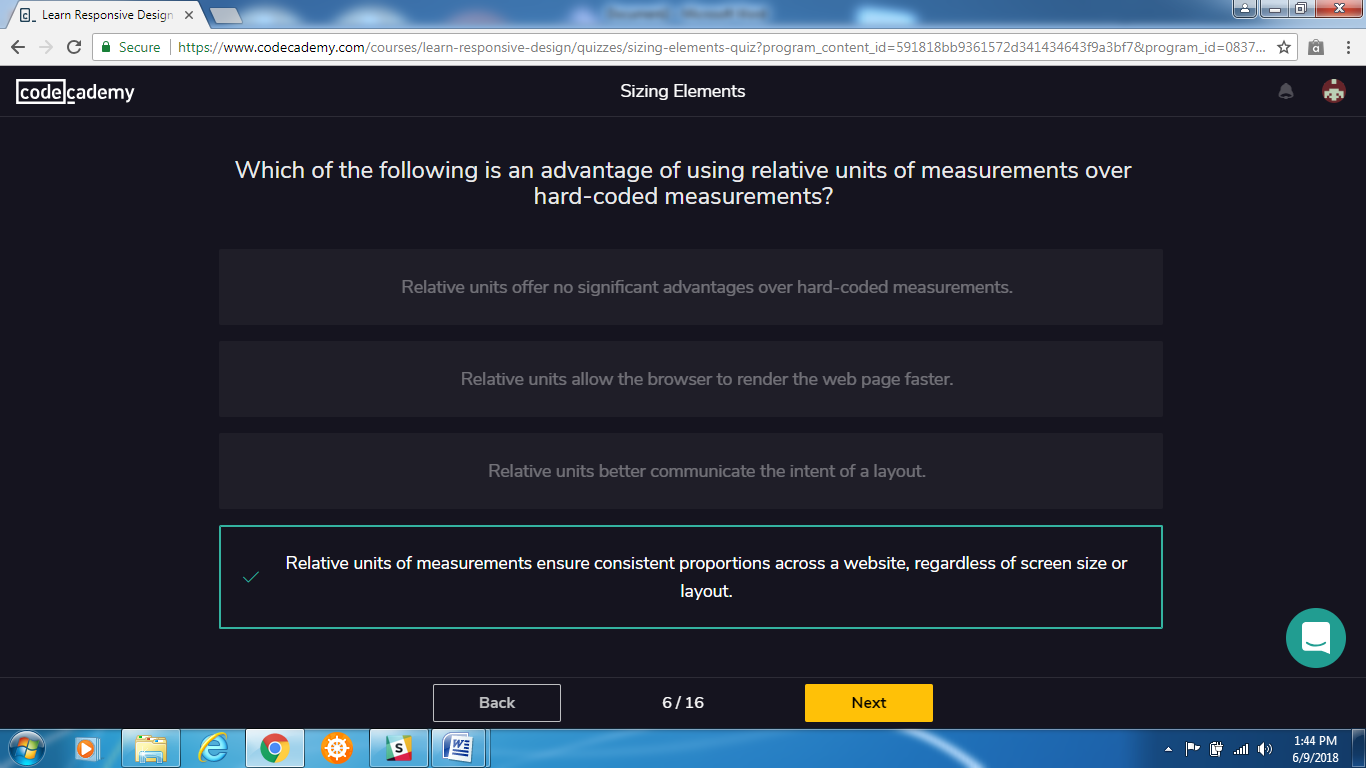 Learn Responsive Design
Secure
https://www.codecademy.com/courses/learn-responsive-design/quizzes/sizing-elements-quiz?program_content_id=591818bb9361572d341434643f9a3bf7&program_id=0837...
codecademy
Sizing Elements
Which of the following is an advantage of using relative units of measurements over
hard-coded measurements?
Relative units offer no significant advantages over hard-coded measurements.
Relative units allow the browser to render the web page faster.
Relative units better communicate the intent of a layout.
Relative units of measurements ensure consistent proportions across a website, regardless of screen size or
layout.
Back
6 / 16
Next
1:44 PM
6/9/2018